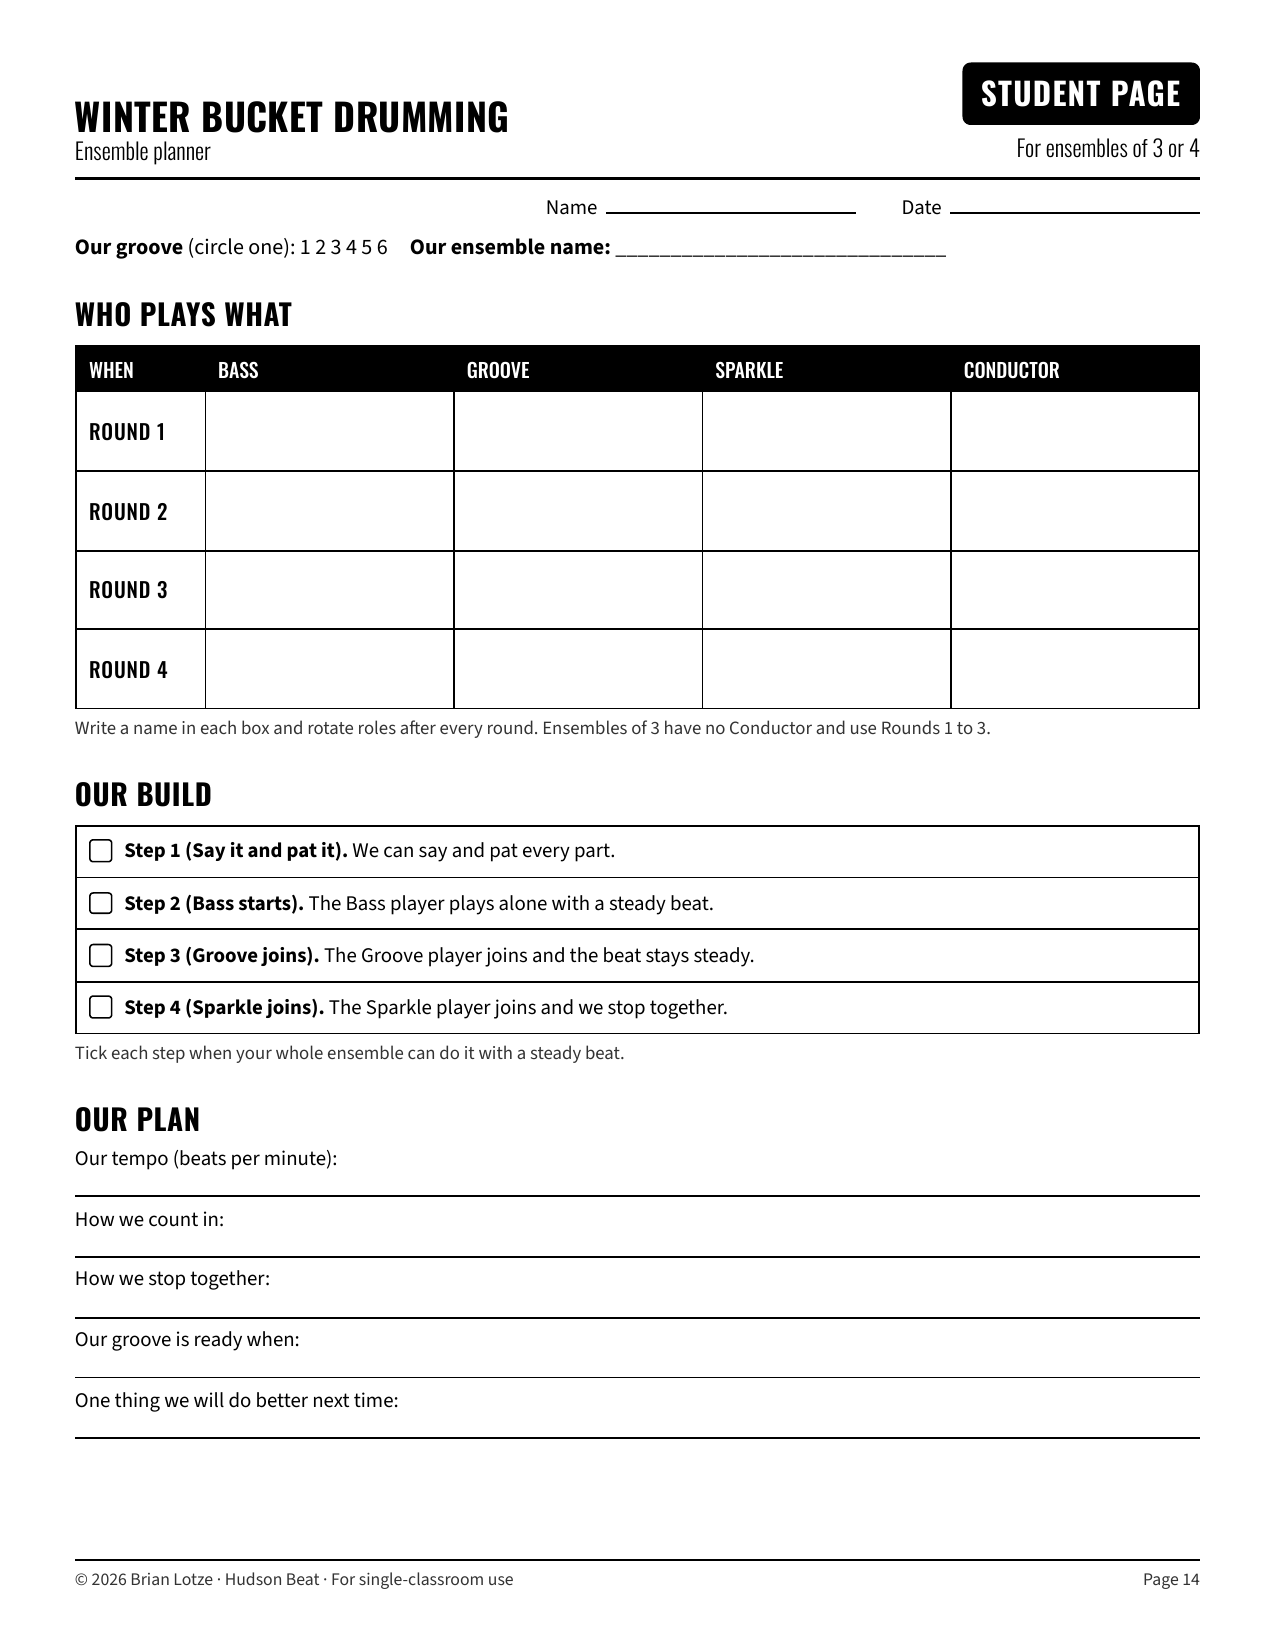 WINTER BUCKET DRUMMING
Ensemble planner
STUDENT PAGE
For ensembles of 3 or 4
Name Date
Our groove (circle one): 1 2 3 4 5 6 Our ensemble name: ______________________________
WHO PLAYS WHAT
WHEN BASS GROOVE SPARKLE CONDUCTOR
ROUND 1
ROUND 2
ROUND 3
ROUND 4
Write a name in each box and rotate roles after every round. Ensembles of 3 have no Conductor and use Rounds 1 to 3.
OUR BUILD
Step 1 (Say it and pat it). We can say and pat every part.
Step 2 (Bass starts). The Bass player plays alone with a steady beat.
Step 3 (Groove joins). The Groove player joins and the beat stays steady.
Step 4 (Sparkle joins). The Sparkle player joins and we stop together.
Tick each step when your whole ensemble can do it with a steady beat.
OUR PLAN
Our tempo (beats per minute):
How we count in:
How we stop together:
Our groove is ready when:
One thing we will do better next time:
© 2026 Brian Lotze · Hudson Beat · For single-classroom use Page 14